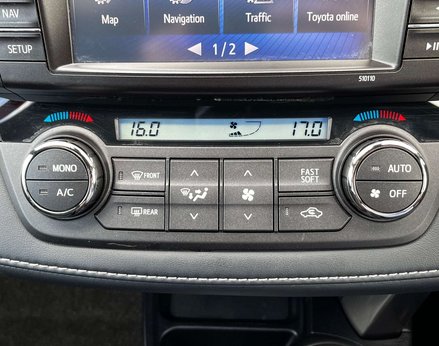 Map Navigation Traffic Toyota online
NAV
SETUP
1/2
510110
16.0 17.0
MONO
A/C
FRONT
REAR
FAST
SOFT
AUTO
OFF